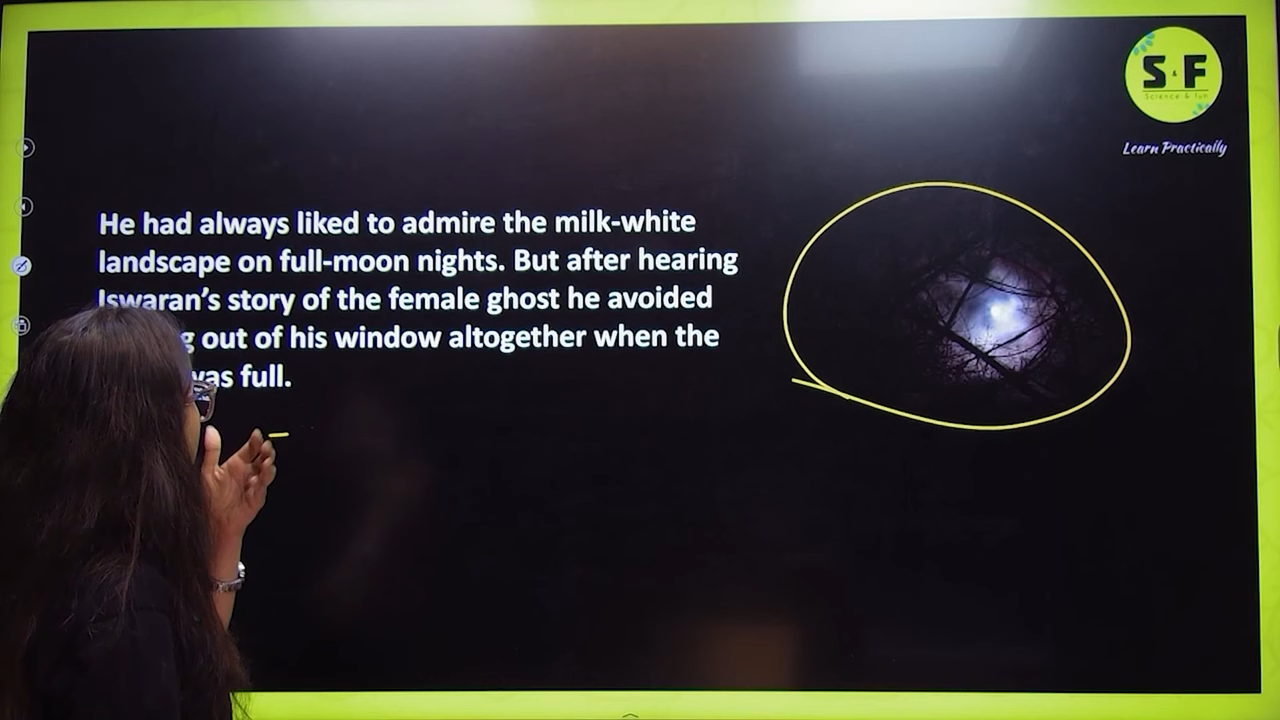 S&F
Science & fun
Learn Practically
He had always liked to admire the milk-white
landscape on full-moon nights. But after hearing
Iswaran's story of the female ghost he avoided
out of his window altogether when the
was full.